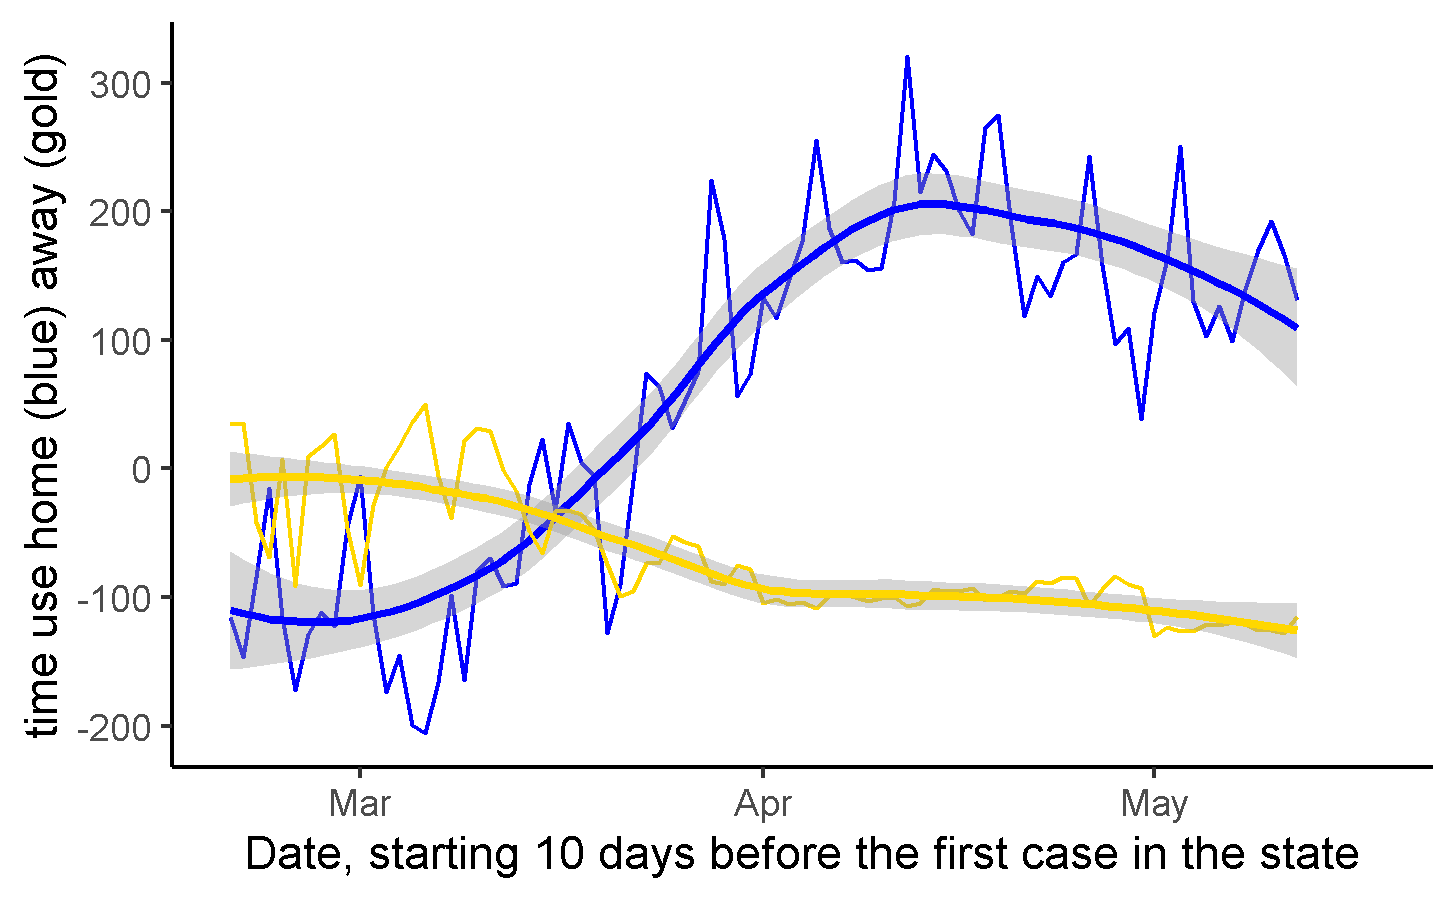 time use home (blue) away (gold)
300
200
100
0
-100
-200
Mar
Apr
May
Date, starting 10 days before the first case in the state